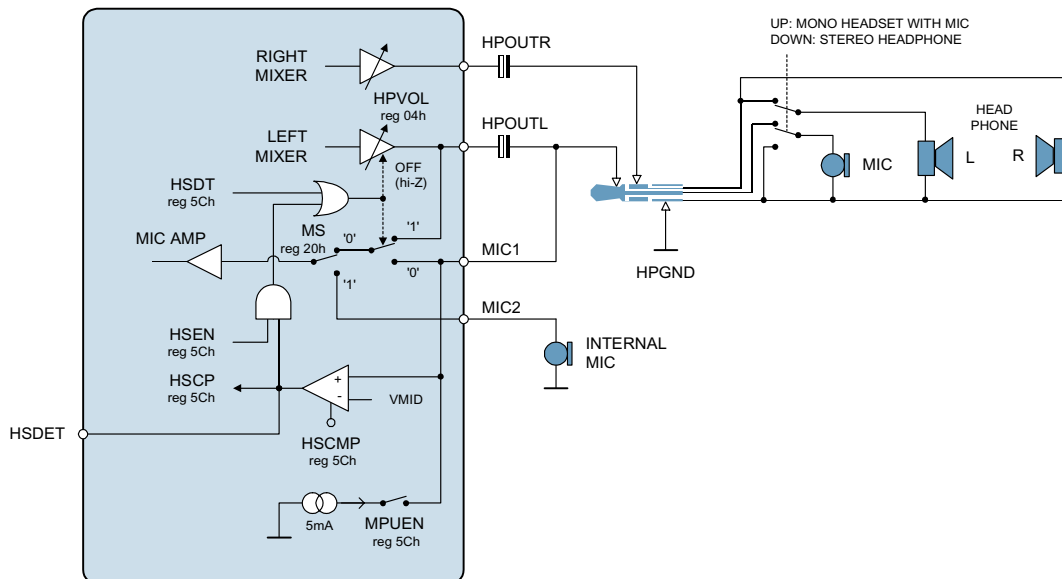 UP: MONO HEADSET WITH MIC
DOWN: STEREO HEADPHONE
HPOUTR
RIGHT
MIXER
HPVOL
reg 04h
HPOUTL
LEFT
MIXER
OFF
(hi-Z)
HEAD
PHONE
MIC
L
R
HSDT
reg 5Ch
MS
reg 20h
'0'
'1'
MIC AMP
'1'
'0'
MIC1
HPGND
MIC2
INTERNAL
MIC
HSEN
reg 5Ch
HSCP
reg 5Ch
+
-
VMID
HSDET
HSCMP
reg 5Ch
5mA
MPUEN
reg 5Ch